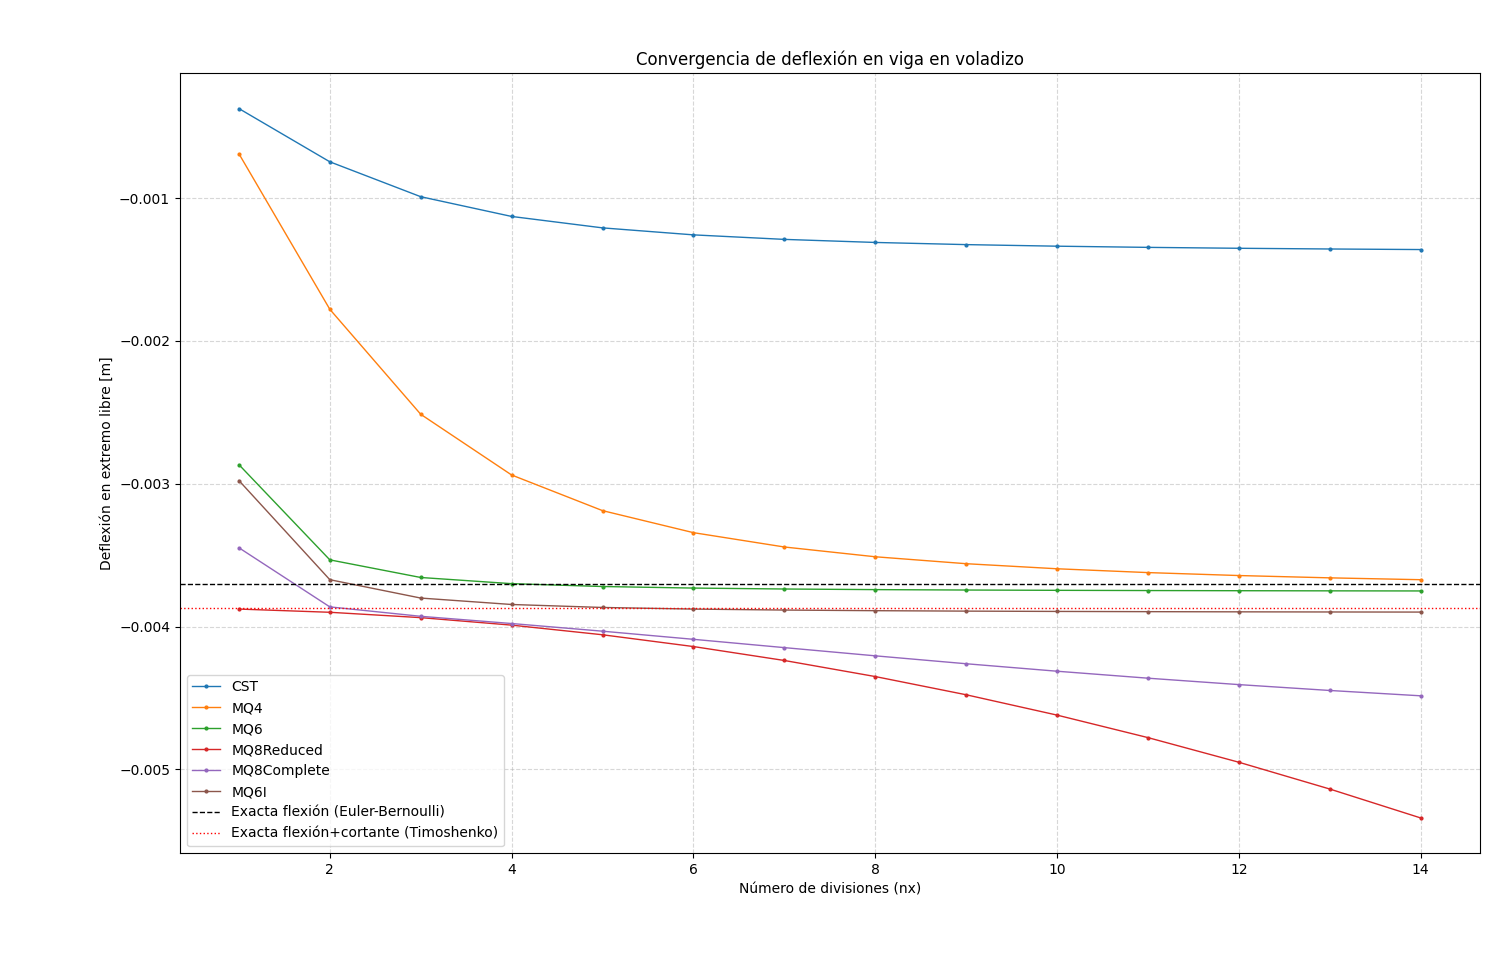 Convergencia de deflexión en viga en voladizo
Deflexión en extremo libre [m]
−0.001
−0.002
−0.003
−0.004
−0.005
CST
MQ4
MQ6
MQ8Reduced
MQ8Complete
MQ6I
Exacta flexión (Euler-Bernoulli)
Exacta flexión+cortante (Timoshenko)
2
4
6
8
10
12
14
Número de divisiones (nx)